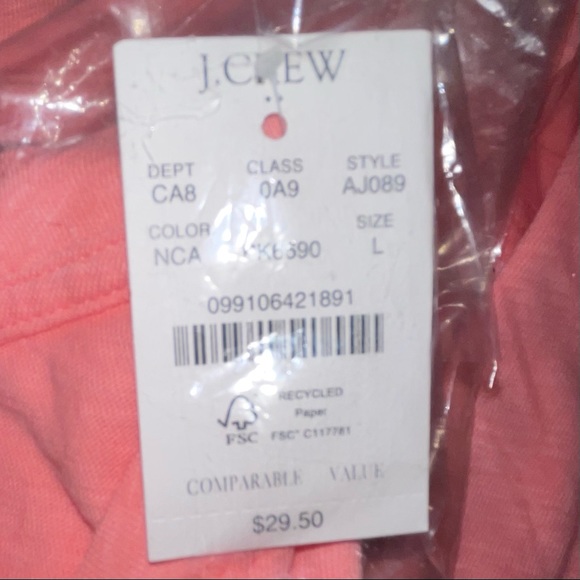 J.CREW
DEPT CLASS STYLE
CA8 0A9 AJ089
COLOR SIZE
NCA L
099106421891
RECYCLED
Paper
FSC FSC® C117781
COMPARABLE VALUE
$29.50